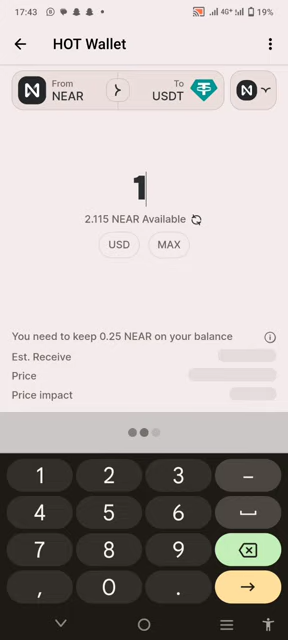 17:43 4G+ 19%
HOT Wallet
From To
NEAR USDT
1
2.115 NEAR Available
USD MAX
You need to keep 0.25 NEAR on your balance
Est. Receive
Price
Price impact
1 2 3 –
4 5 6
7 8 9
, 0 .